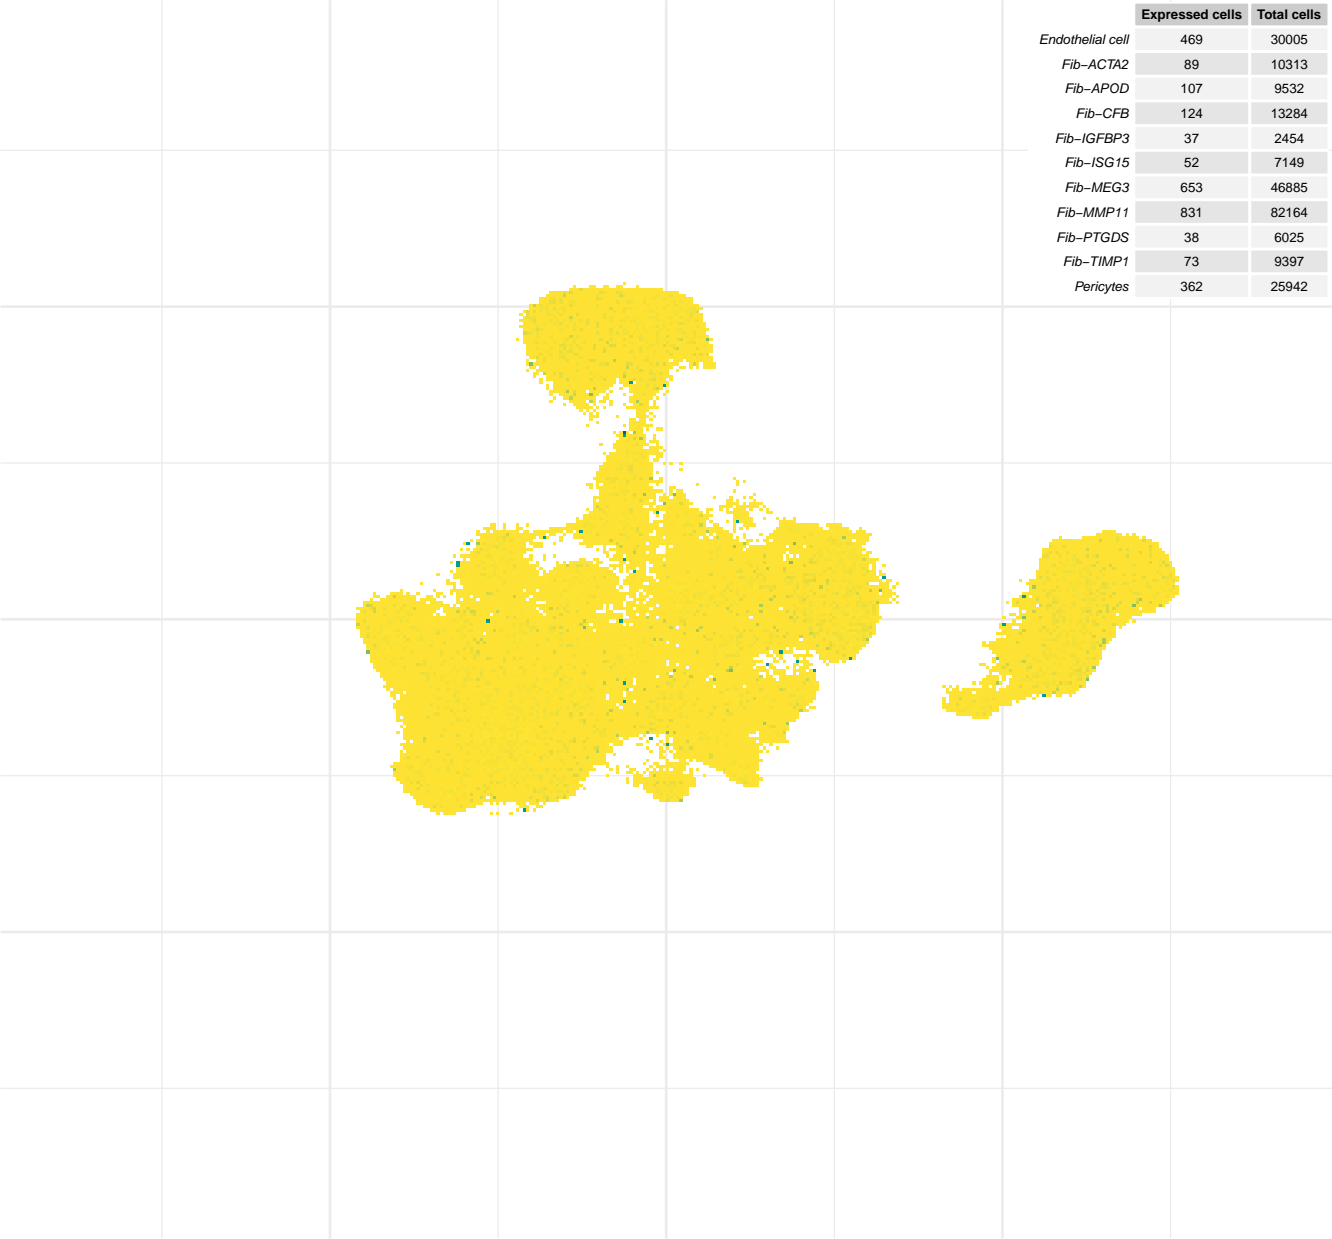 Expressed cells Total cells
Endothelial cell 469 30005
Fib−ACTA2 89 10313
Fib−APOD 107 9532
Fib−CFB 124 13284
Fib−IGFBP3 37 2454
Fib−ISG15 52 7149
Fib−MEG3 653 46885
Fib−MMP11 831 82164
Fib−PTGDS 38 6025
Fib−TIMP1 73 9397
Pericytes 362 25942